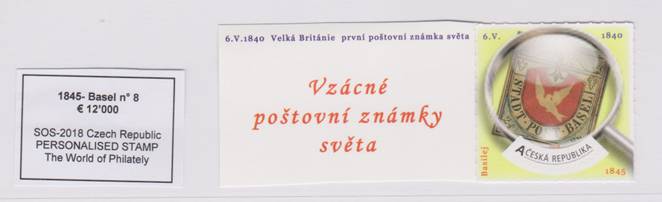 1845- Basel n° 8
€ 12'000
SOS-2018 Czech Republic
PERSONALISED STAMP
The World of Philately
6.V.1840 Velká Británie první poštovní známka světa
Vzácné
poštovní známky
světa
6.V. 1840
STADT POST BASEL
A ČESKÁ REPUBLIKA
Basilej
1845